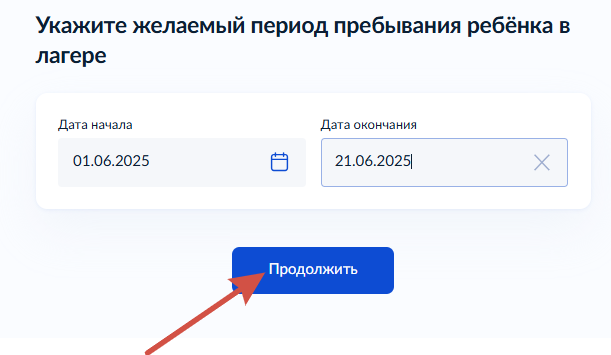 Укажите желаемый период пребывания ребёнка в
лагере
Дата начала
Дата окончания
01.06.2025
21.06.2025
Продолжить